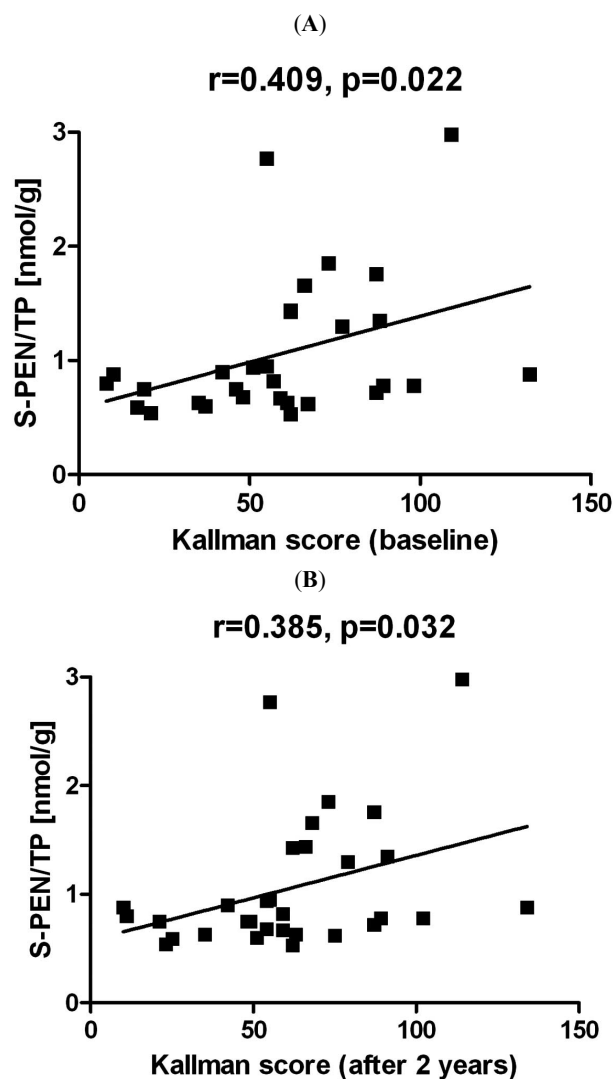 (A)
r=0.409, p=0.022
S-PEN/TP [nmol/g]
3
2
1
0
0 50 100 150
Kallman score (baseline)
(B)
r=0.385, p=0.032
S-PEN/TP [nmol/g]
3
2
1
0
0 50 100 150
Kallman score (after 2 years)